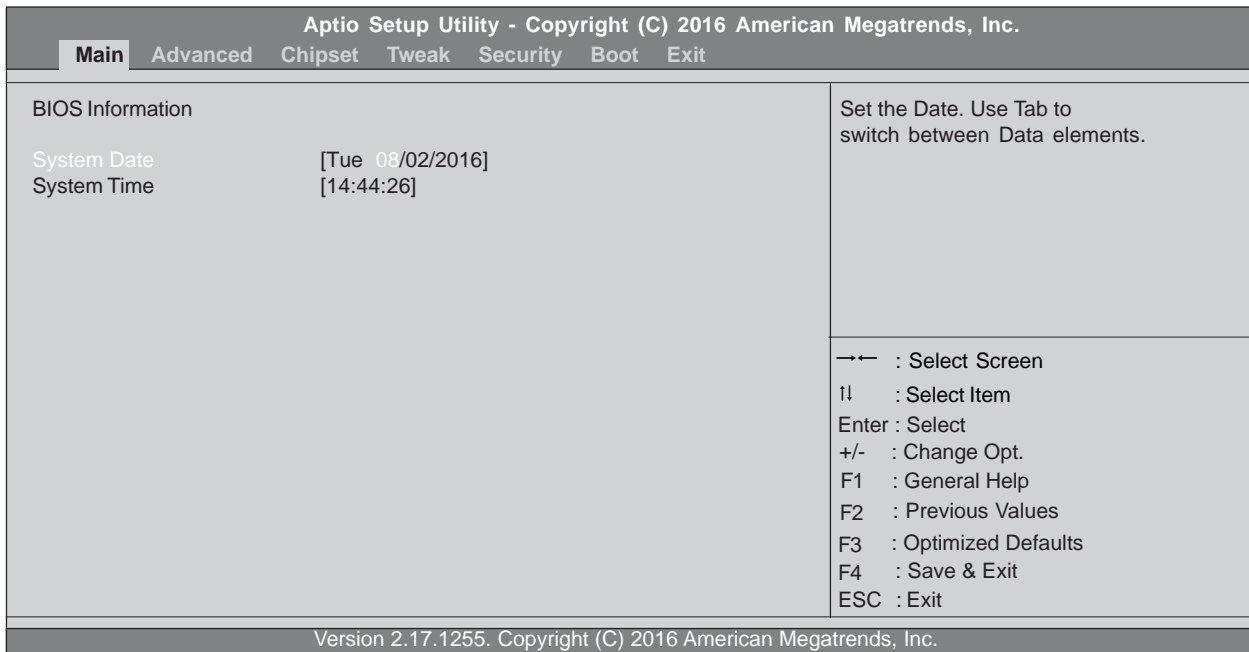 Aptio Setup Utility - Copyright (C) 2016 American Megatrends, Inc.
Main Advanced Chipset Tweak Security Boot Exit
BIOS Information
System Date [Tue 08/02/2016]
System Time [14:44:26]
Set the Date. Use Tab to
switch between Data elements.
→← : Select Screen
↑↓ : Select Item
Enter : Select
+/- : Change Opt.
F1 : General Help
F2 : Previous Values
F3 : Optimized Defaults
F4 : Save & Exit
ESC : Exit
Version 2.17.1255. Copyright (C) 2016 American Megatrends, Inc.